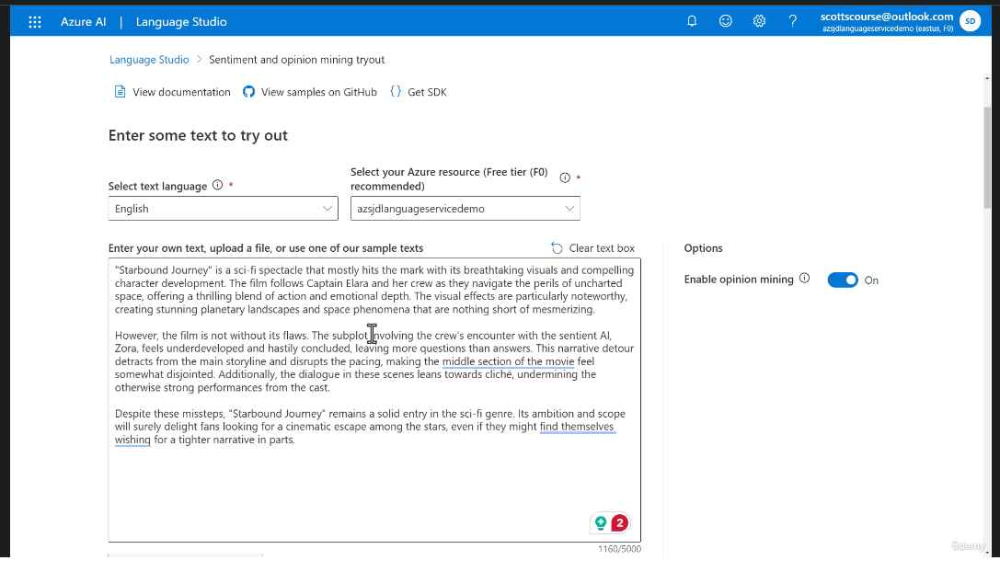 Azure AI | Language Studio
scottscourse@outlook.com
azsjdlanguageservicedemo (eastus, F0)
SD
Language Studio > Sentiment and opinion mining tryout
View documentation View samples on GitHub {} Get SDK
Enter some text to try out
Select text language *
Select your Azure resource (Free tier (F0) recommended) *
English
azsjdlanguageservicedemo
Enter your own text, upload a file, or use one of our sample texts
Clear text box
"Starbound Journey" is a sci-fi spectacle that mostly hits the mark with its breathtaking visuals and compelling
character development. The film follows Captain Elara and her crew as they navigate the perils of uncharted
space, offering a thrilling blend of action and emotional depth. The visual effects are particularly noteworthy,
creating stunning planetary landscapes and space phenomena that are nothing short of mesmerizing.
However, the film is not without its flaws. The subplot involving the crew's encounter with the sentient AI,
Zora, feels underdeveloped and hastily concluded, leaving more questions than answers. This narrative detour
detracts from the main storyline and disrupts the pacing, making the middle section of the movie feel
somewhat disjointed. Additionally, the dialogue in these scenes leans towards cliché, undermining the
otherwise strong performances from the cast.
Despite these missteps, "Starbound Journey" remains a solid entry in the sci-fi genre. Its ambition and scope
will surely delight fans looking for a cinematic escape among the stars, even if they might find themselves
wishing for a tighter narrative in parts.
2
1160/5000
Options
Enable opinion mining On
Udemy